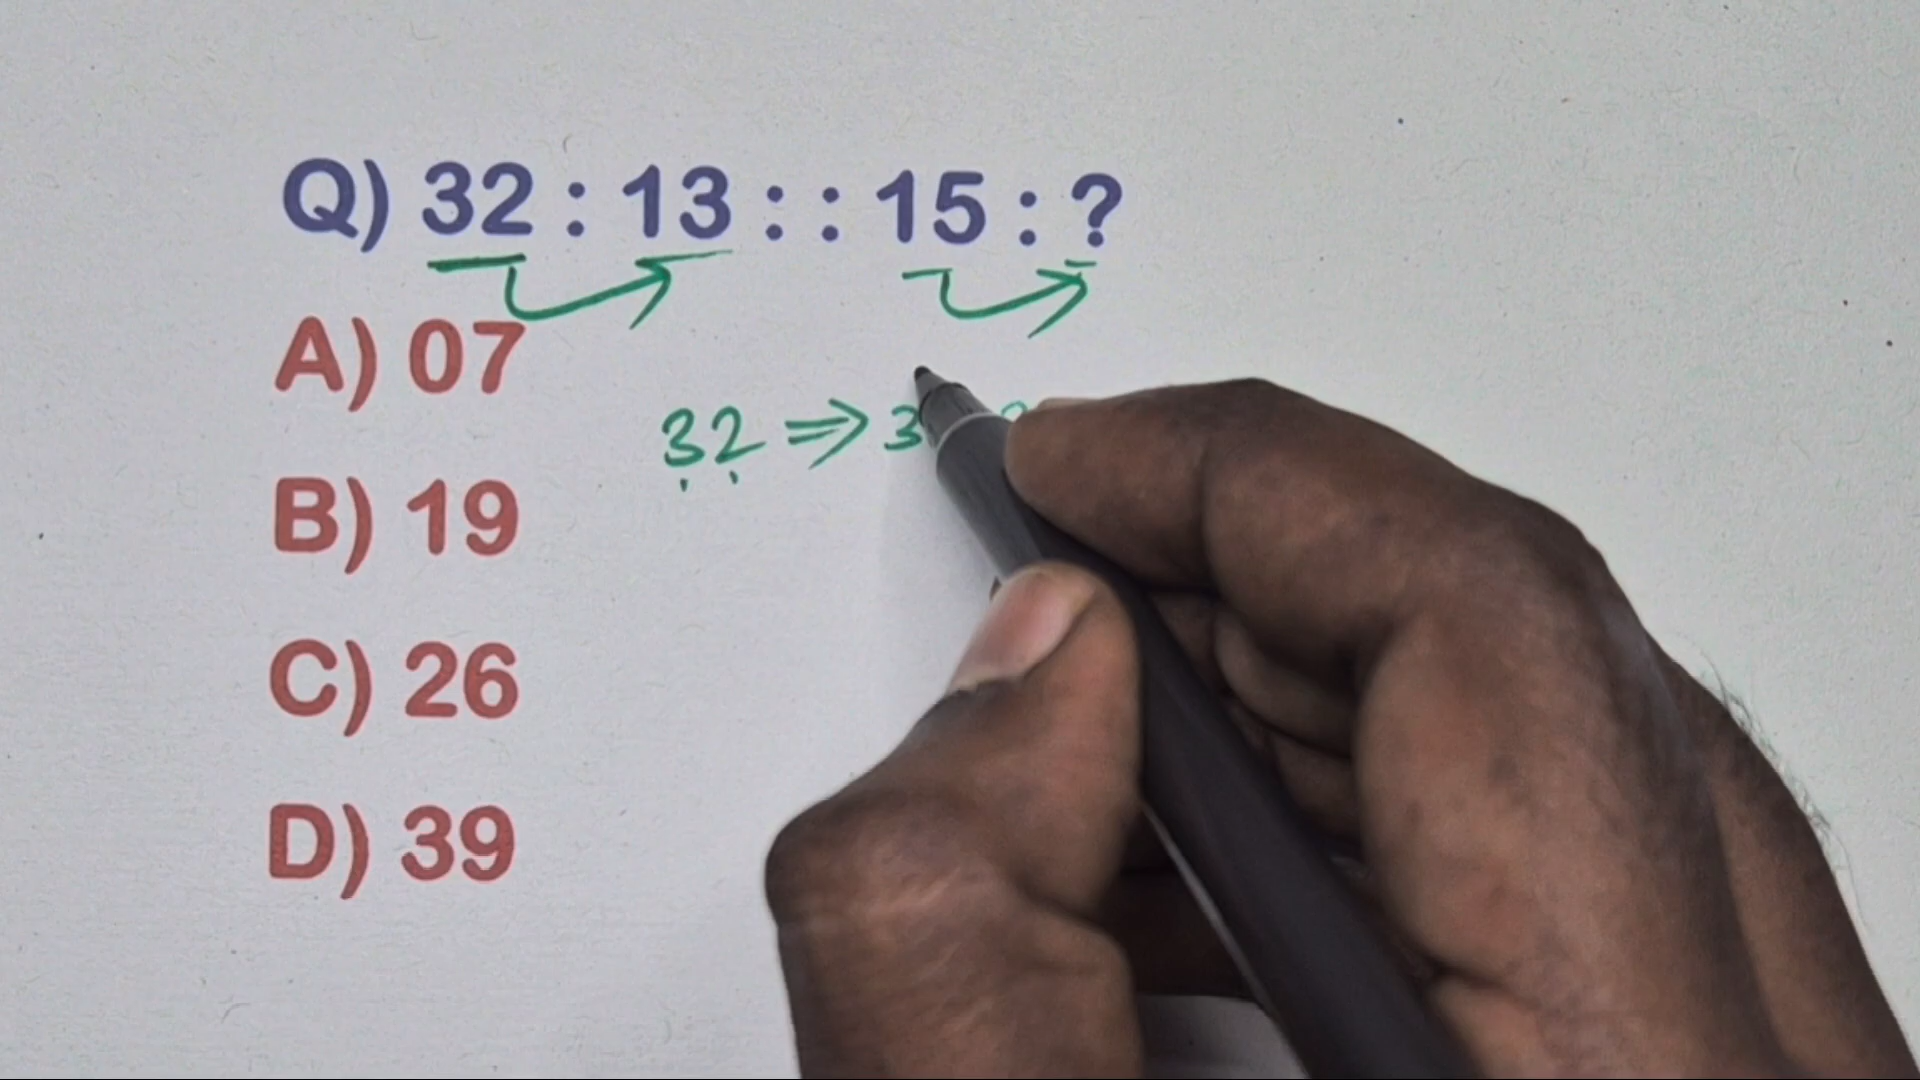 Q) 32 : 13 : : 15 : ?
A) 07
32 ⇒ 3
B) 19
C) 26
D) 39